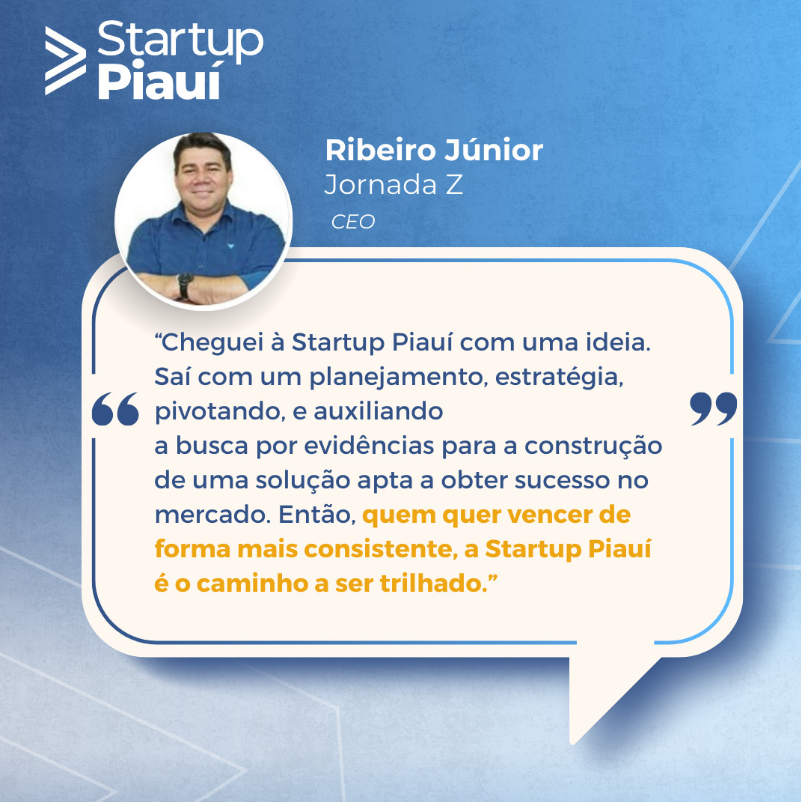 Startup
Piauí
Ribeiro Júnior
Jornada Z
CEO
“Cheguei à Startup Piauí com uma ideia.
Saí com um planejamento, estratégia,
pivotando, e auxiliando
a busca por evidências para a construção
de uma solução apta a obter sucesso no
mercado. Então, quem quer vencer de
forma mais consistente, a Startup Piauí
é o caminho a ser trilhado.”